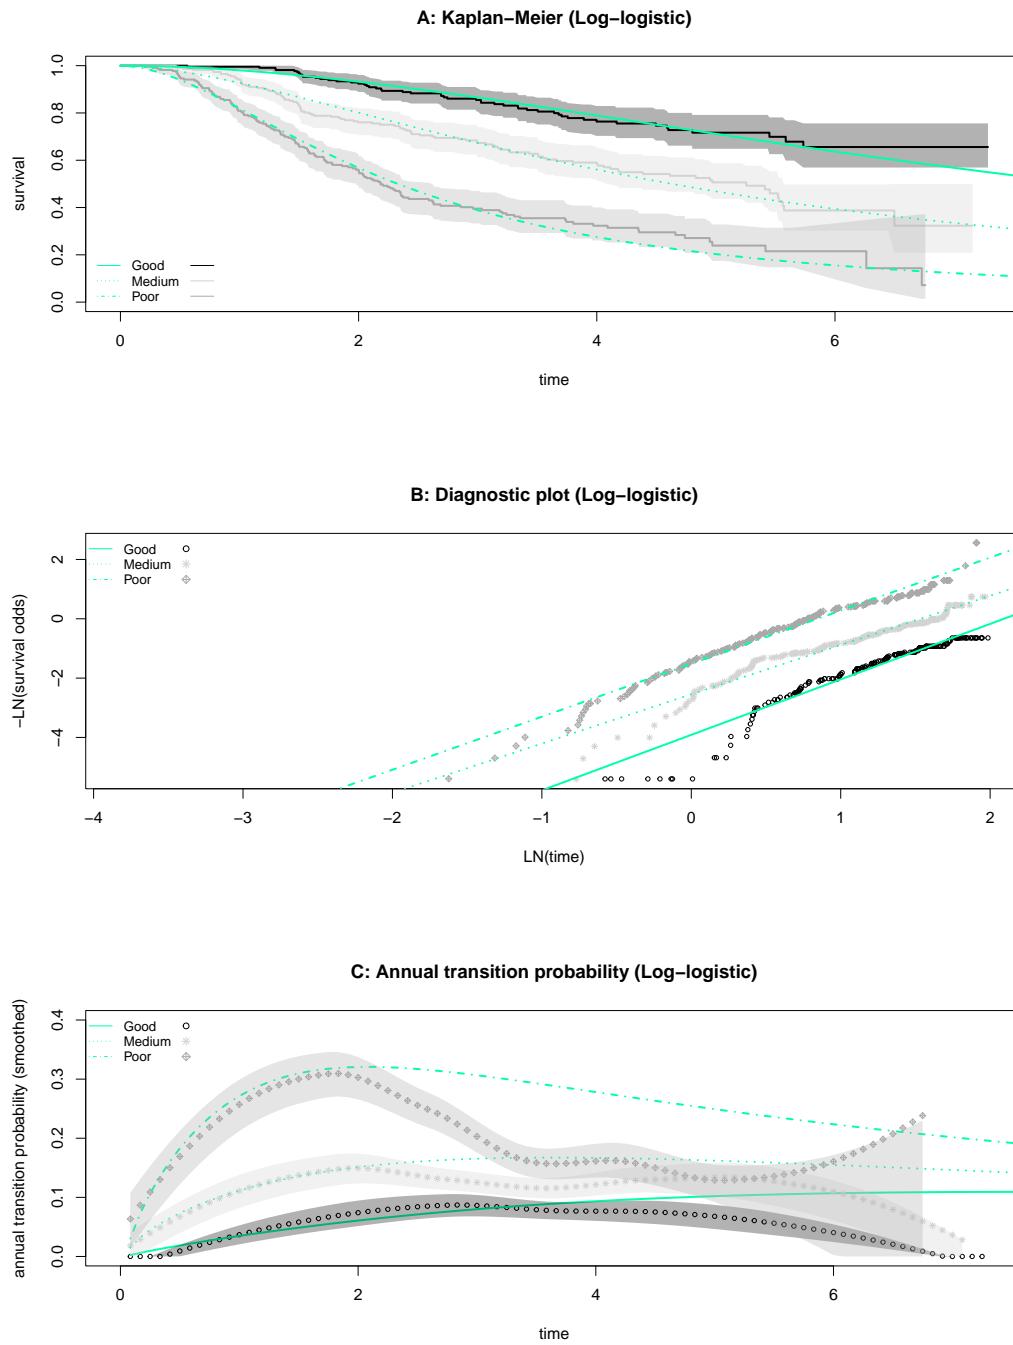 A: Kaplan−Meier (Log−logistic)
survival
1.0
0.8
0.6
0.4
0.2
0.0
Good
Medium
Poor
0 2 4 6
time
B: Diagnostic plot (Log−logistic)
−LN(survival odds)
2
0
−2
−4
Good
Medium
Poor
−4 −3 −2 −1 0 1 2
LN(time)
C: Annual transition probability (Log−logistic)
annual transition probability (smoothed)
0.4
0.3
0.2
0.1
0.0
Good
Medium
Poor
0 2 4 6
time